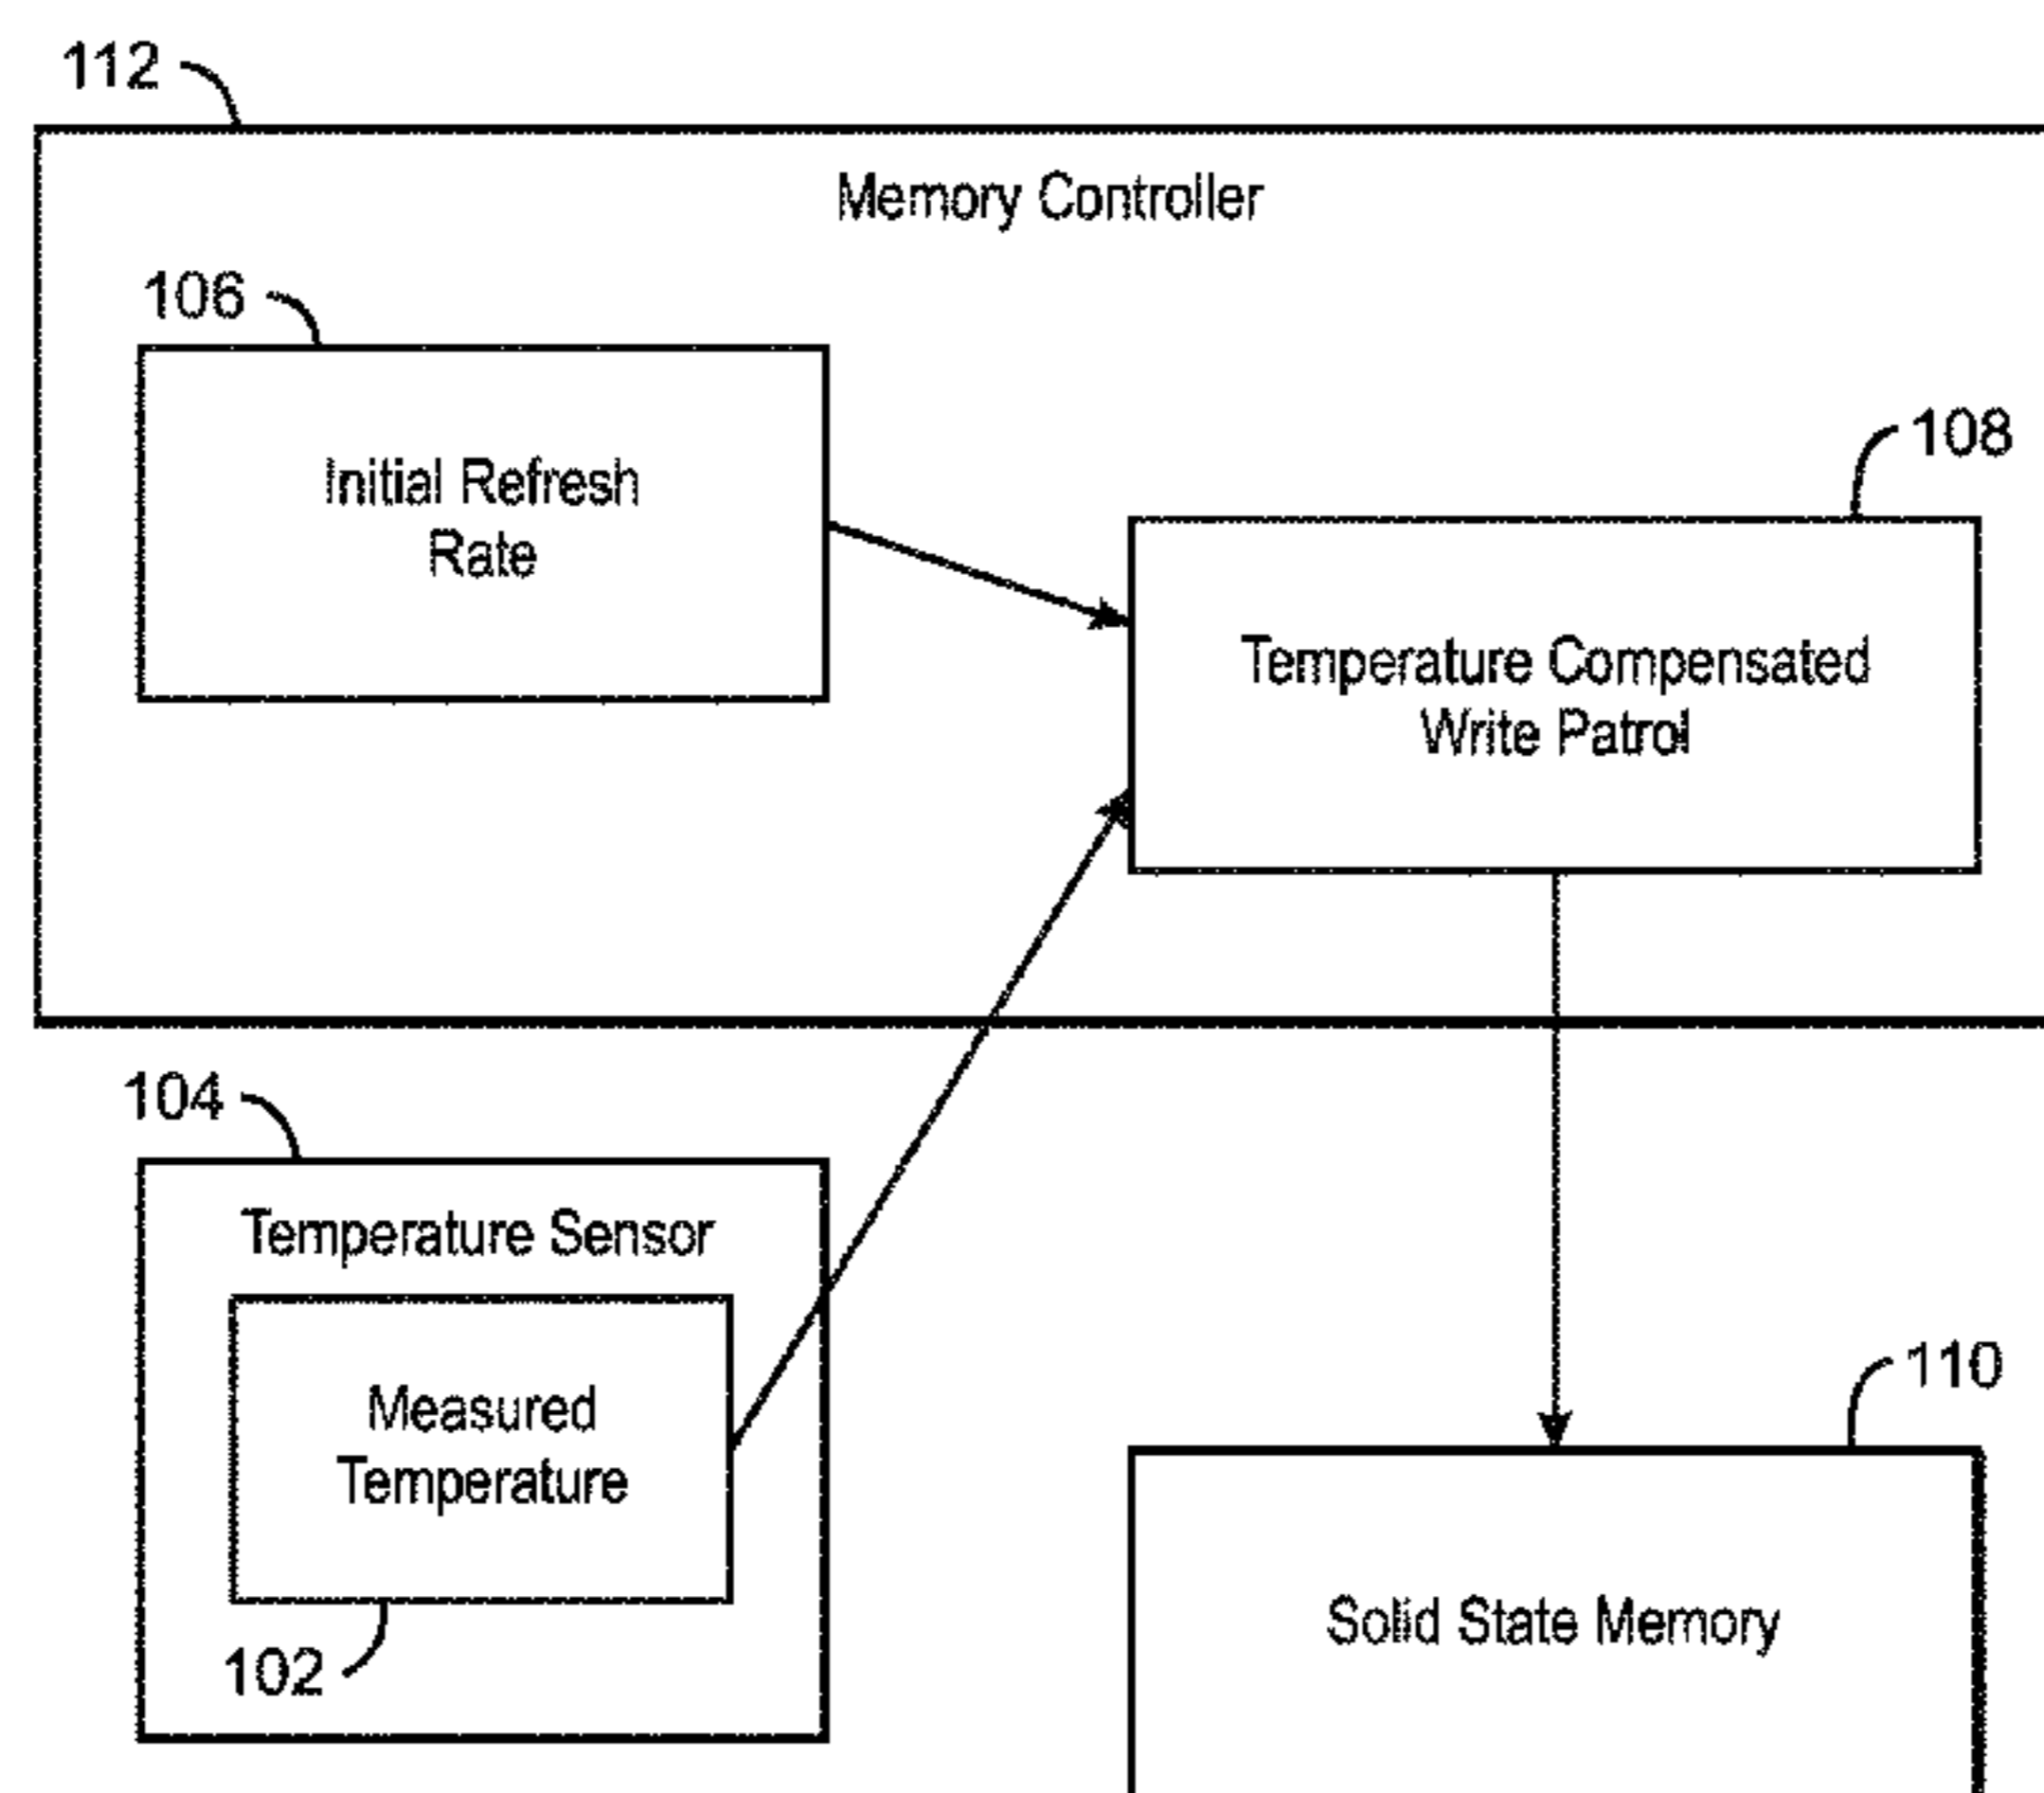 112
Memory Controller
106
Initial Refresh
Rate
108
Temperature Compensated
Write Patrol
104
Temperature Sensor
Measured
Temperature
102
110
Solid State Memory